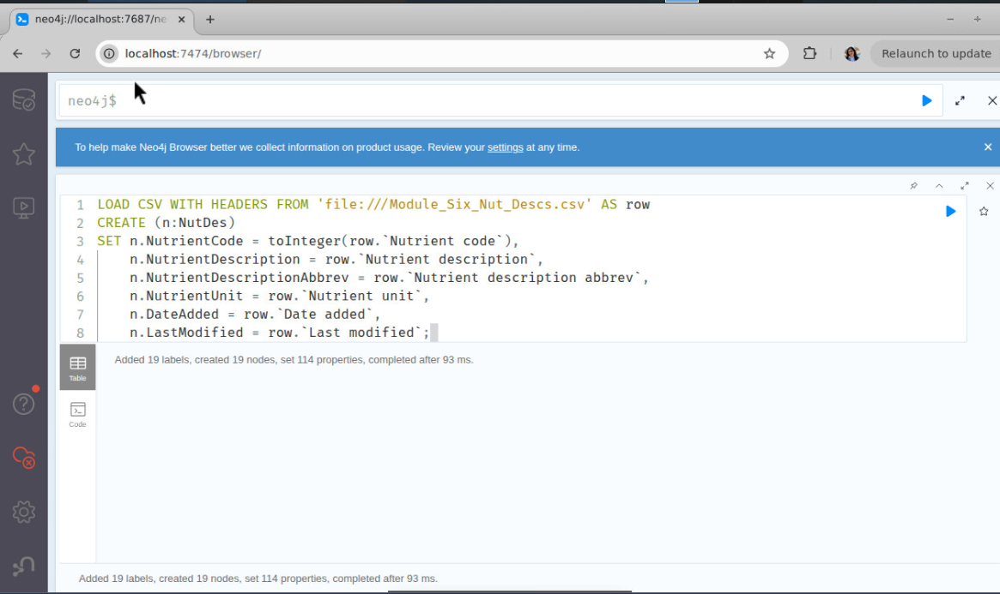 neo4j://localhost:7687/ne
localhost:7474/browser/
Relaunch to update
neo4j$
To help make Neo4j Browser better we collect information on product usage. Review your settings at any time.
1 LOAD CSV WITH HEADERS FROM 'file:///Module_Six_Nut_Descs.csv' AS row
2 CREATE (n:NutDes)
3 SET n.NutrientCode = toInteger(row.`Nutrient code`),
4 n.NutrientDescription = row.`Nutrient description`,
5 n.NutrientDescriptionAbbrev = row.`Nutrient description abbrev`,
6 n.NutrientUnit = row.`Nutrient unit`,
7 n.DateAdded = row.`Date added`,
8 n.LastModified = row.`Last modified`;
Added 19 labels, created 19 nodes, set 114 properties, completed after 93 ms.
Table
Code
Added 19 labels, created 19 nodes, set 114 properties, completed after 93 ms.